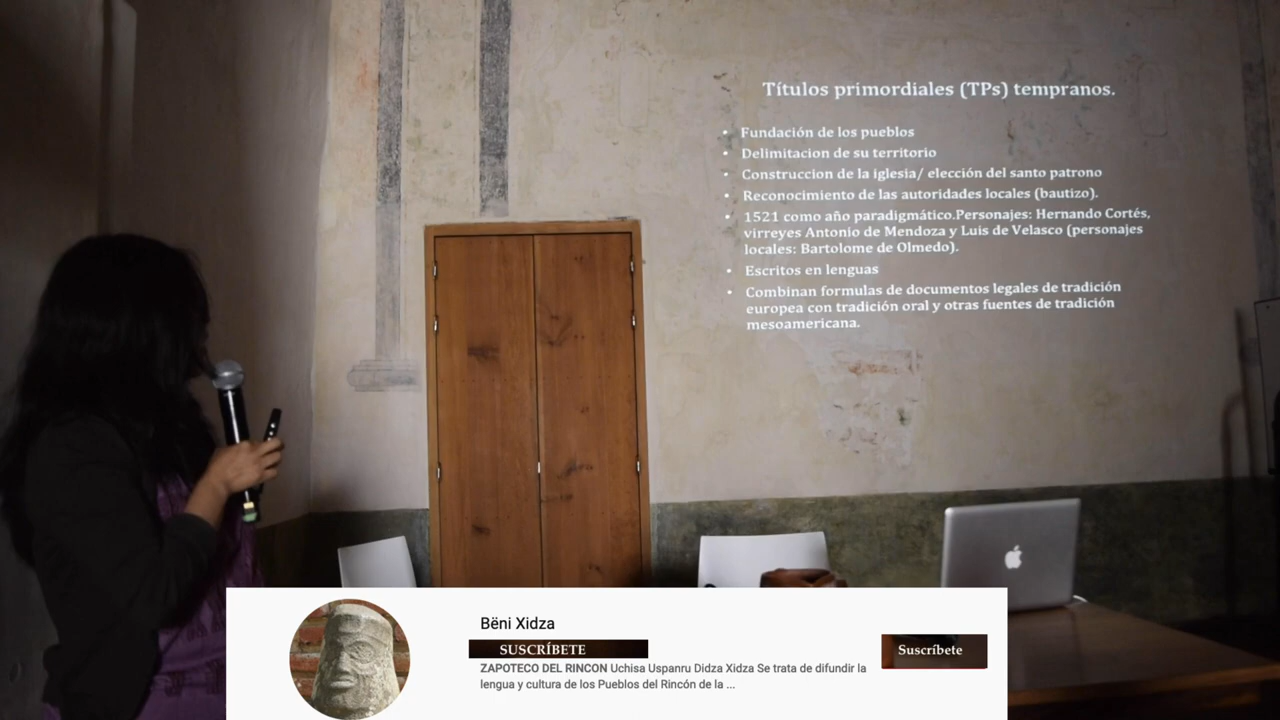 Títulos primordiales (TPs) tempranos.
• Fundación de los pueblos
• Delimitacion de su territorio
• Construccion de la iglesia/ elección del santo patrono
• Reconocimiento de las autoridades locales (bautizo).
• 1521 como año paradigmático.Personajes: Hernando Cortés,
virreyes Antonio de Mendoza y Luis de Velasco (personajes
locales: Bartolome de Olmedo).
• Escritos en lenguas
• Combinan formulas de documentos legales de tradición
europea con tradición oral y otras fuentes de tradición
mesoamericana.
Bëni Xidza
SUSCRÍBETE
Suscríbete
ZAPOTECO DEL RINCON Uchisa Uspanru Didza Xidza Se trata de difundir la
lengua y cultura de los Pueblos del Rincón de la ...